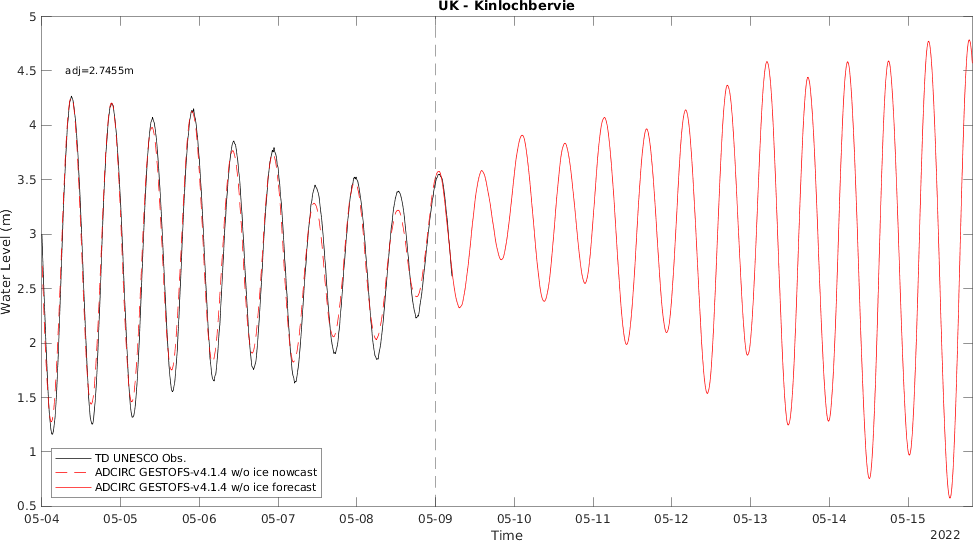 UK - Kinlochbervie
adj=2.7455m
Water Level (m)
5
4.5
4
3.5
3
2.5
2
1.5
1
0.5
TD UNESCO Obs.
ADCIRC GESTOFS-v4.1.4 w/o ice nowcast
ADCIRC GESTOFS-v4.1.4 w/o ice forecast
05-04 05-05 05-06 05-07 05-08 05-09 05-10 05-11 05-12 05-13 05-14 05-15
Time
2022